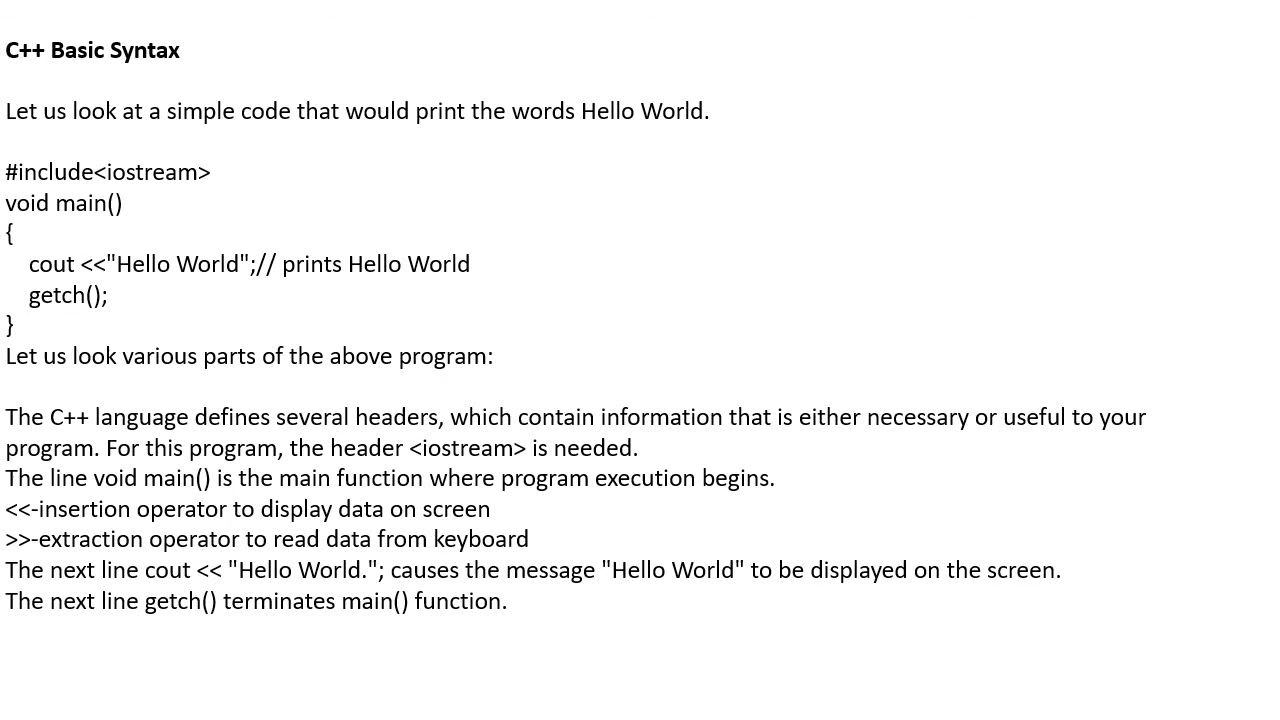 C++ Basic Syntax
Let us look at a simple code that would print the words Hello World.
#include<iostream>
void main()
{
    cout <<"Hello World";// prints Hello World
    getch();
}
Let us look various parts of the above program:
The C++ language defines several headers, which contain information that is either necessary or useful to your
program. For this program, the header <iostream> is needed.
The line void main() is the main function where program execution begins.
<<-insertion operator to display data on screen
>>-extraction operator to read data from keyboard
The next line cout << "Hello World."; causes the message "Hello World" to be displayed on the screen.
The next line getch() terminates main() function.